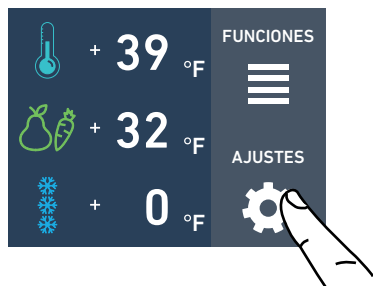 + 39 °F
+ 32 °F
+ 0 °F
FUNCIONES
AJUSTES